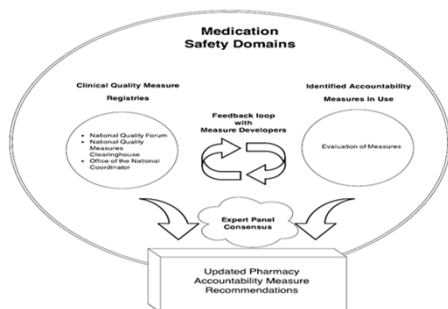 Medication
Safety Domains
Clinical Quality Measure
Registries
Identified Accountability
Measures in Use
Feedback loop
with
Measure Developers
• National Quality Forum
• National Quality
Measures
Clearinghouse
• Office of the National
Coordinator
Evaluation of Measures
Expert Panel
Consensus
Updated Pharmacy
Accountability Measure
Recommendations